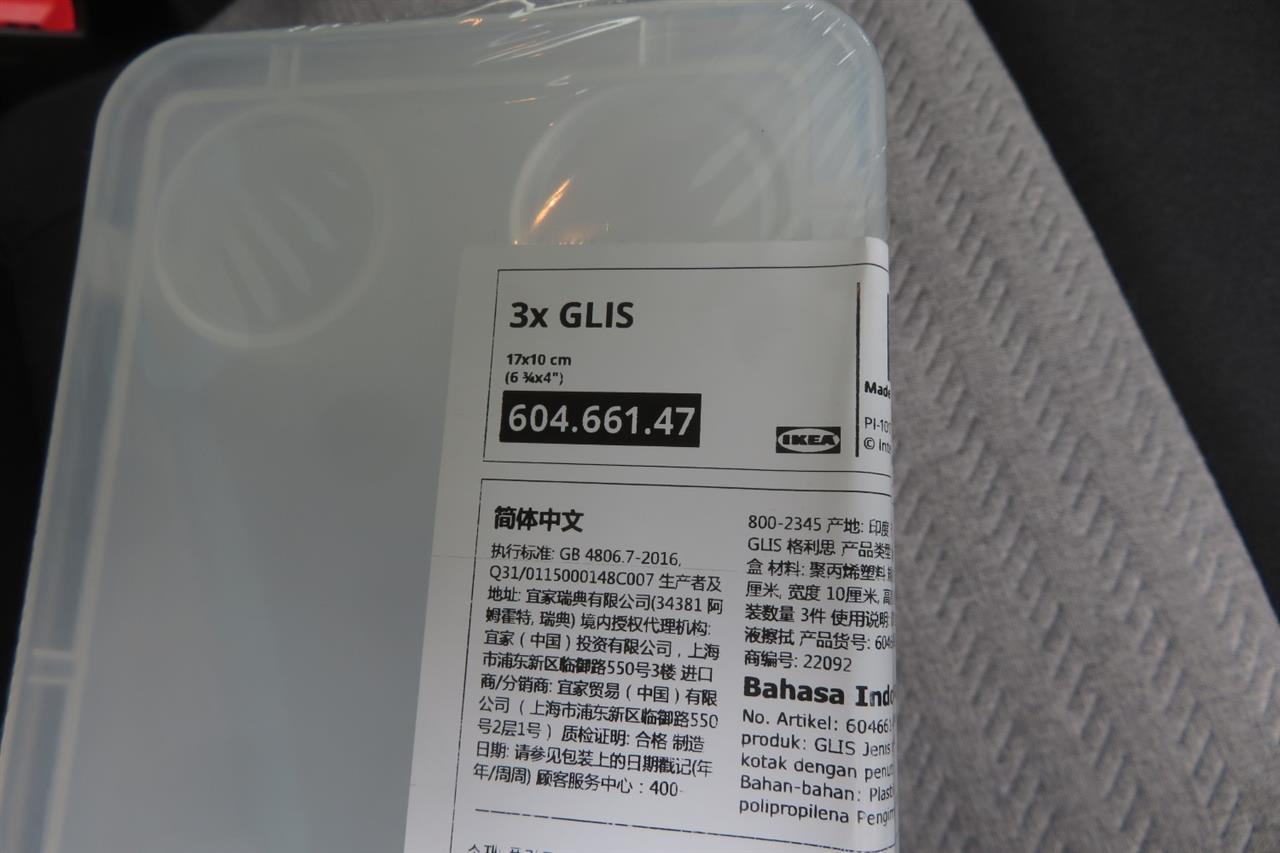 3x GLIS
17x10 cm
(6 ¾x4")
604.661.47
IKEA
Made
PI-101
© Inte
简体中文
执行标准: GB 4806.7-2016,
Q31/0115000148C007 生产者及
地址: 宜家瑞典有限公司(34381 阿
姆霍特, 瑞典) 境内授权代理机构:
宜家（中国）投资有限公司，上海
市浦东新区临御路550号3楼 进口
商/分销商: 宜家贸易（中国）有限
公司（上海市浦东新区临御路550
号2层1号）质检证明: 合格 制造
日期: 请参见包装上的日期戳记(年
年/周周) 顾客服务中心：400-
800-2345 产地: 印度
GLIS 格利思 产品类型
盒 材料: 聚丙烯塑料
厘米, 宽度 10厘米, 高
装数量 3件 使用说明
液擦拭 产品货号: 6046
商编号: 22092
Bahasa Indo
No. Artikel: 604661
produk: GLIS Jenis
kotak dengan penu
Bahan-bahan: Plast
polipropilena Pengim